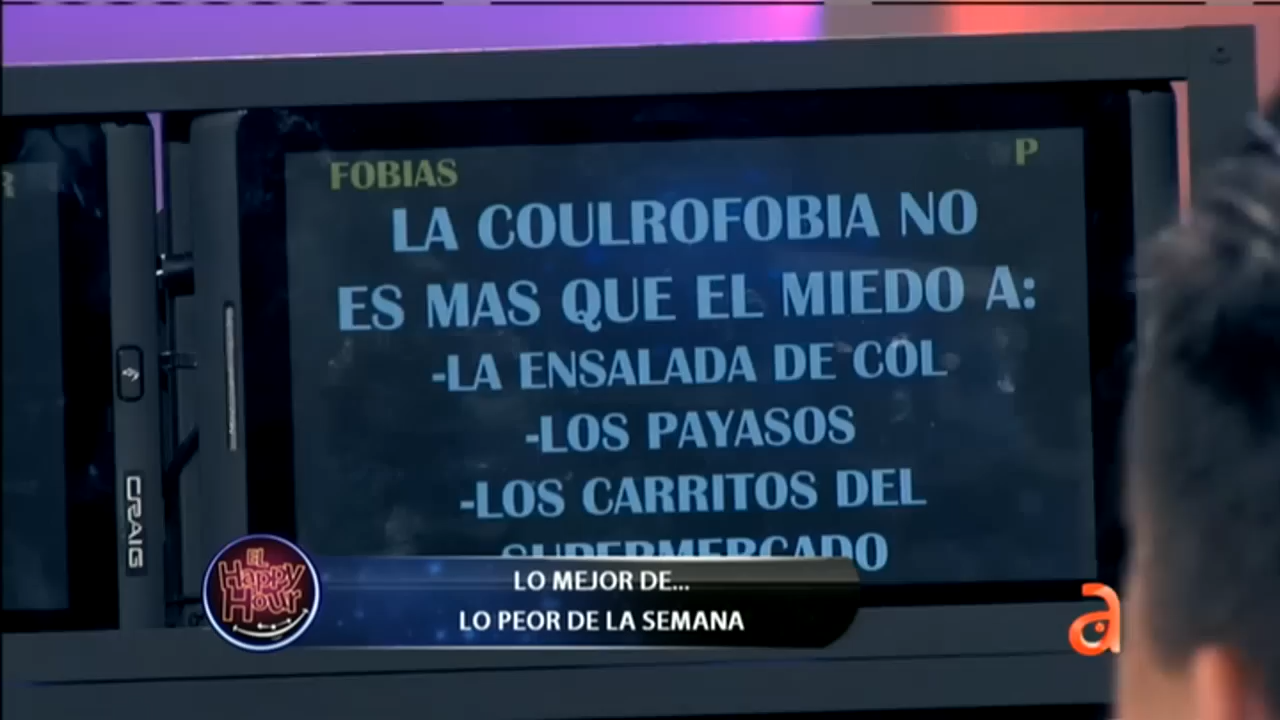 FOBIAS
P
LA COULROFOBIA NO
ES MAS QUE EL MIEDO A:
-LA ENSALADA DE COL
-LOS PAYASOS
-LOS CARRITOS DEL
SUPERMERCADO
CRAIG
EL
Happy
Hour
LO MEJOR DE...
LO PEOR DE LA SEMANA
a